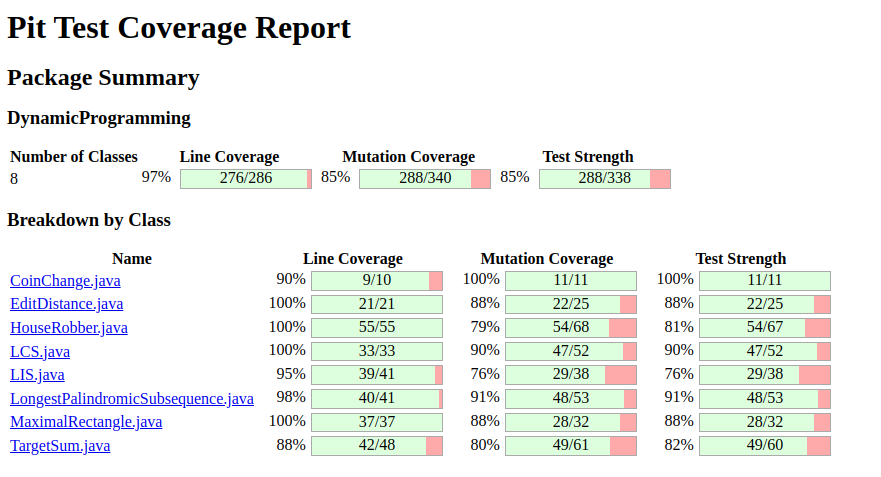 Pit Test Coverage Report
Package Summary
DynamicProgramming
Number of Classes Line Coverage Mutation Coverage Test Strength
8 97% 276/286 85% 288/340 85% 288/338
Breakdown by Class
Name Line Coverage Mutation Coverage Test Strength
CoinChange.java 90% 9/10 100% 11/11 100% 11/11
EditDistance.java 100% 21/21 88% 22/25 88% 22/25
HouseRobber.java 100% 55/55 79% 54/68 81% 54/67
LCS.java 100% 33/33 90% 47/52 90% 47/52
LIS.java 95% 39/41 76% 29/38 76% 29/38
LongestPalindromicSubsequence.java 98% 40/41 91% 48/53 91% 48/53
MaximalRectangle.java 100% 37/37 88% 28/32 88% 28/32
TargetSum.java 88% 42/48 80% 49/61 82% 49/60